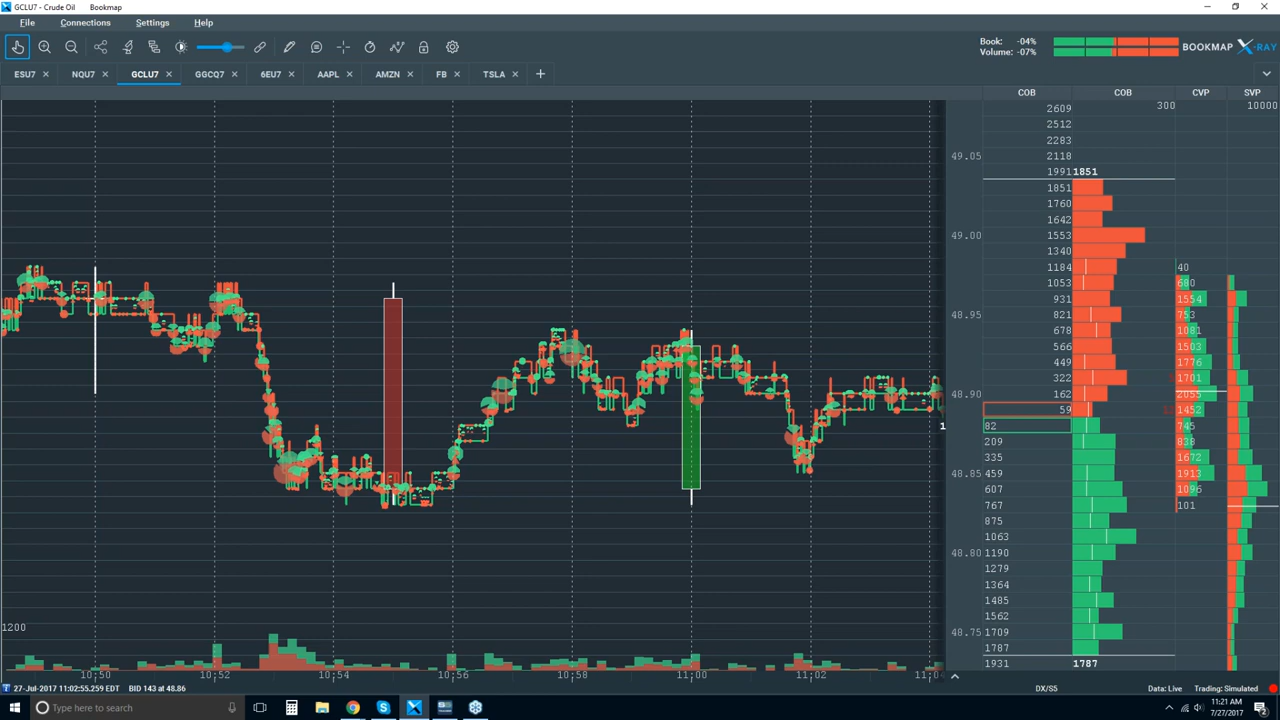 GCLU7 - Crude Oil Bookmap
File Connections Settings Help
Book: -04%
Volume: -07%
BOOKMAP X-RAY
ESU7 NQU7 GCLU7 GGCQ7 6EU7 AAPL AMZN FB TSLA
COB COB CVP SVP
300 10000
2609
2512
2283
49.05 2118
1991 1851
1851
1760
1642
49.00 1553
1340
1184 40
1053 680
931 1554
48.95 821 753
678 1081
566 1503
449 1776
322 1701
48.90 162 2055
59 1452
82 745
209 838
335 1672
48.85 459 1913
607 1096
767 101
875
1063
48.80 1190
1279
1364
1485
1562
1200 48.75 1709
1787
1931 1787
10:50 10:52 10:54 10:56 10:58 11:00 11:02 11:04
27-Jul-2017 11:02:55.259 EDT BID 143 at 48.86 DX/S5 Data: Live Trading: Simulated
Type here to search
11:21 AM
7/27/2017
2